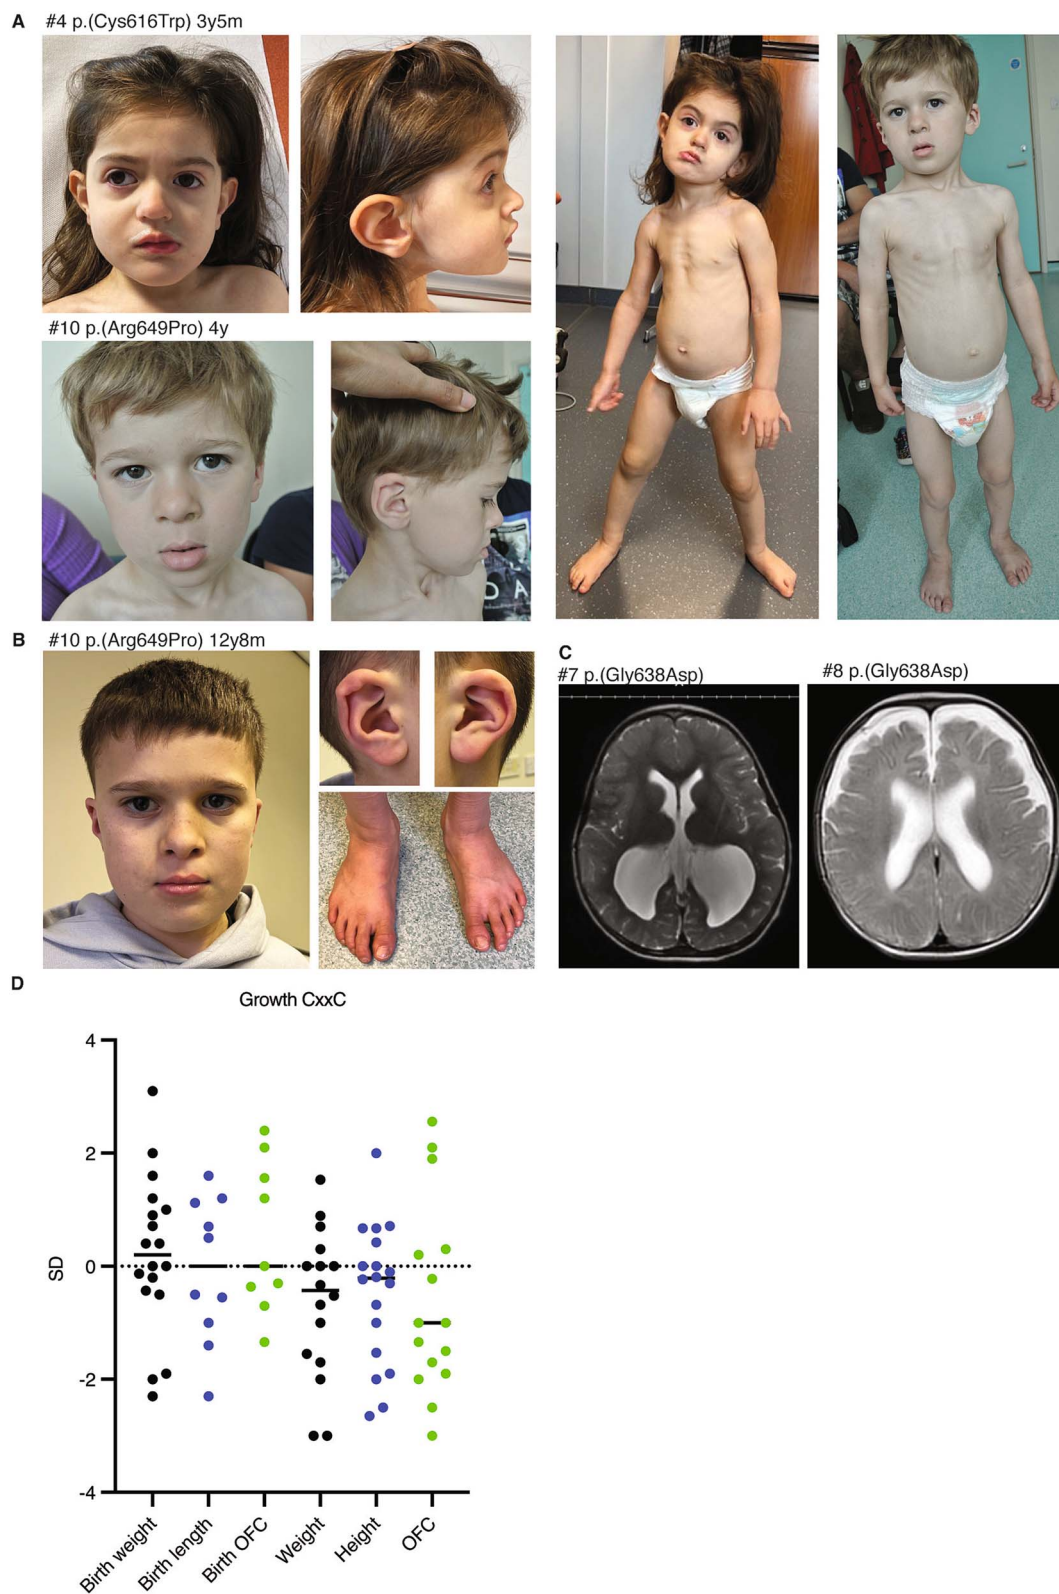 A
#4 p.(Cys616Trp) 3y5m
#10 p.(Arg649Pro) 4y
D A
B
#10 p.(Arg649Pro) 12y8m
C
#7 p.(Gly638Asp)
#8 p.(Gly638Asp)
D
Growth CxxC
4
2
0
-2
-4
SD
Birth weight
Birth length
Birth OFC
Weight
Height
OFC